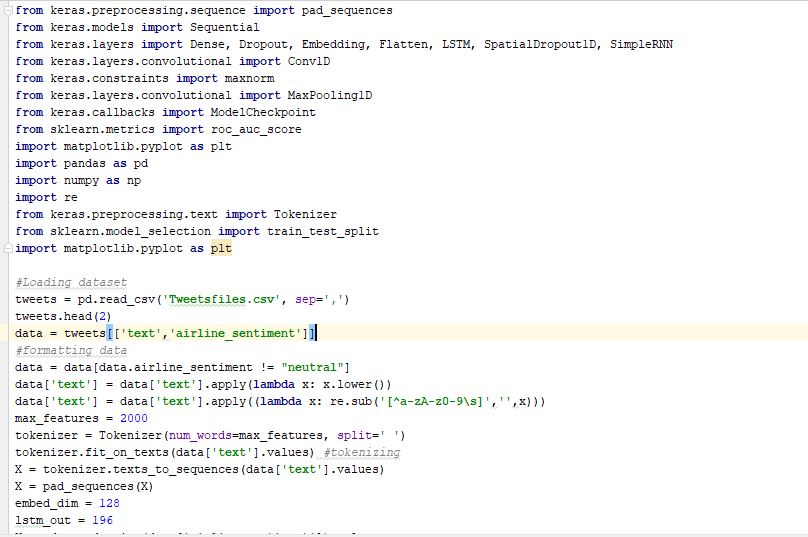 from keras.preprocessing.sequence import pad_sequences
from keras.models import Sequential
from keras.layers import Dense, Dropout, Embedding, Flatten, LSTM, SpatialDropout1D, SimpleRNN
from keras.layers.convolutional import Conv1D
from keras.constraints import maxnorm
from keras.layers.convolutional import MaxPooling1D
from keras.callbacks import ModelCheckpoint
from sklearn.metrics import roc_auc_score
import matplotlib.pyplot as plt
import pandas as pd
import numpy as np
import re
from keras.preprocessing.text import Tokenizer
from sklearn.model_selection import train_test_split
import matplotlib.pyplot as plt
#Loading dataset
tweets = pd.read_csv('Tweetsfiles.csv', sep=',')
tweets.head(2)
data = tweets[['text','airline_sentiment']]
#formatting data
data = data[data.airline_sentiment != "neutral"]
data['text'] = data['text'].apply(lambda x: x.lower())
data['text'] = data['text'].apply((lambda x: re.sub('[^a-zA-z0-9\s]','',x)))
max_features = 2000
tokenizer = Tokenizer(num_words=max_features, split=' ')
tokenizer.fit_on_texts(data['text'].values) #tokenizing
X = tokenizer.texts_to_sequences(data['text'].values)
X = pad_sequences(X)
embed_dim = 128
lstm_out = 196